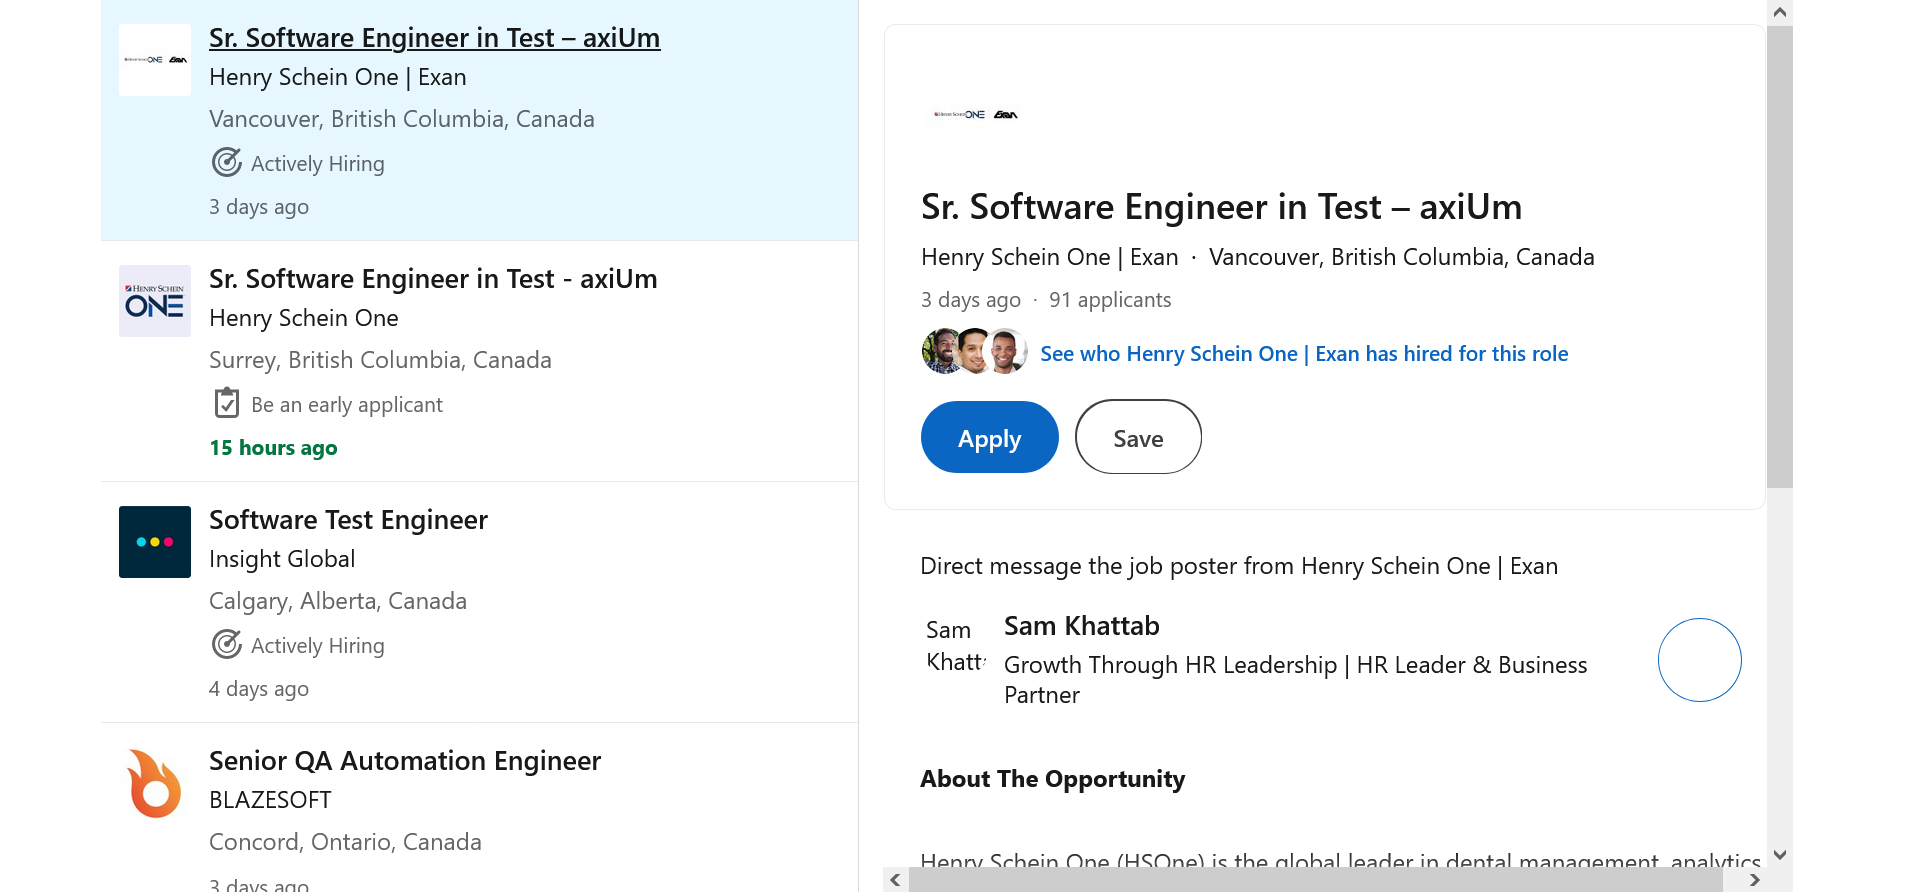 Sr. Software Engineer in Test – axiUm
Henry Schein One | Exan
Vancouver, British Columbia, Canada
Actively Hiring
3 days ago
HENRY SCHEIN
ONE
Sr. Software Engineer in Test - axiUm
Henry Schein One
Surrey, British Columbia, Canada
Be an early applicant
15 hours ago
Software Test Engineer
Insight Global
Calgary, Alberta, Canada
Actively Hiring
4 days ago
Senior QA Automation Engineer
BLAZESOFT
Concord, Ontario, Canada
3 days ago
HENRY SCHEIN ONE
Sr. Software Engineer in Test – axiUm
Henry Schein One | Exan · Vancouver, British Columbia, Canada
3 days ago · 91 applicants
See who Henry Schein One | Exan has hired for this role
Apply
Save
Direct message the job poster from Henry Schein One | Exan
Sam
Khatt
Sam Khattab
Growth Through HR Leadership | HR Leader & Business
Partner
About The Opportunity
Henry Schein One (HSOne) is the global leader in dental management, analytics